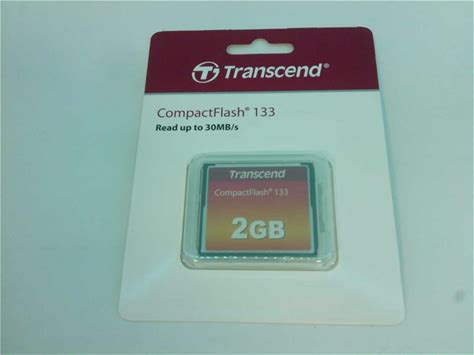 Transcend
CompactFlash® 133
Read up to 30MB/s
Transcend
CompactFlash® 133
2GB